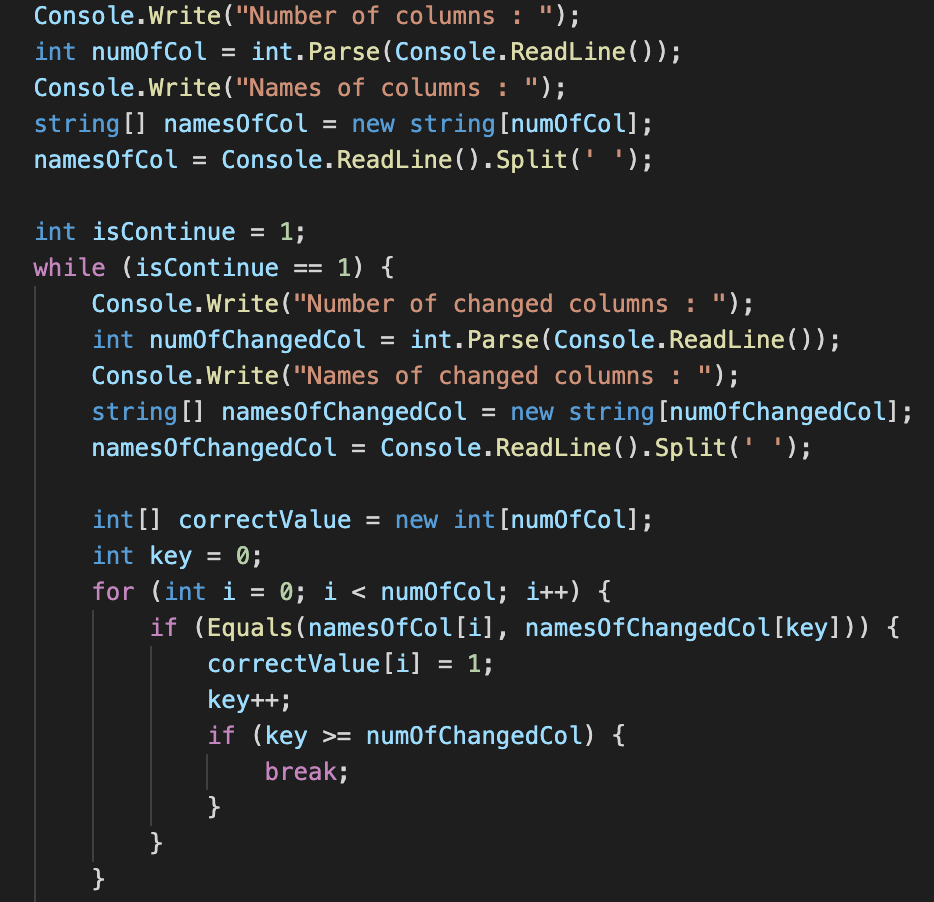 Console.Write("Number of columns : ");
int numOfCol = int.Parse(Console.ReadLine());
Console.Write("Names of columns : ");
string[] namesOfCol = new string[numOfCol];
namesOfCol = Console.ReadLine().Split(' ');

int isContinue = 1;
while (isContinue == 1) {
    Console.Write("Number of changed columns : ");
    int numOfChangedCol = int.Parse(Console.ReadLine());
    Console.Write("Names of changed columns : ");
    string[] namesOfChangedCol = new string[numOfChangedCol];
    namesOfChangedCol = Console.ReadLine().Split(' ');

    int[] correctValue = new int[numOfCol];
    int key = 0;
    for (int i = 0; i < numOfCol; i++) {
        if (Equals(namesOfCol[i], namesOfChangedCol[key])) {
            correctValue[i] = 1;
            key++;
            if (key >= numOfChangedCol) {
                break;
            }
        }
    }